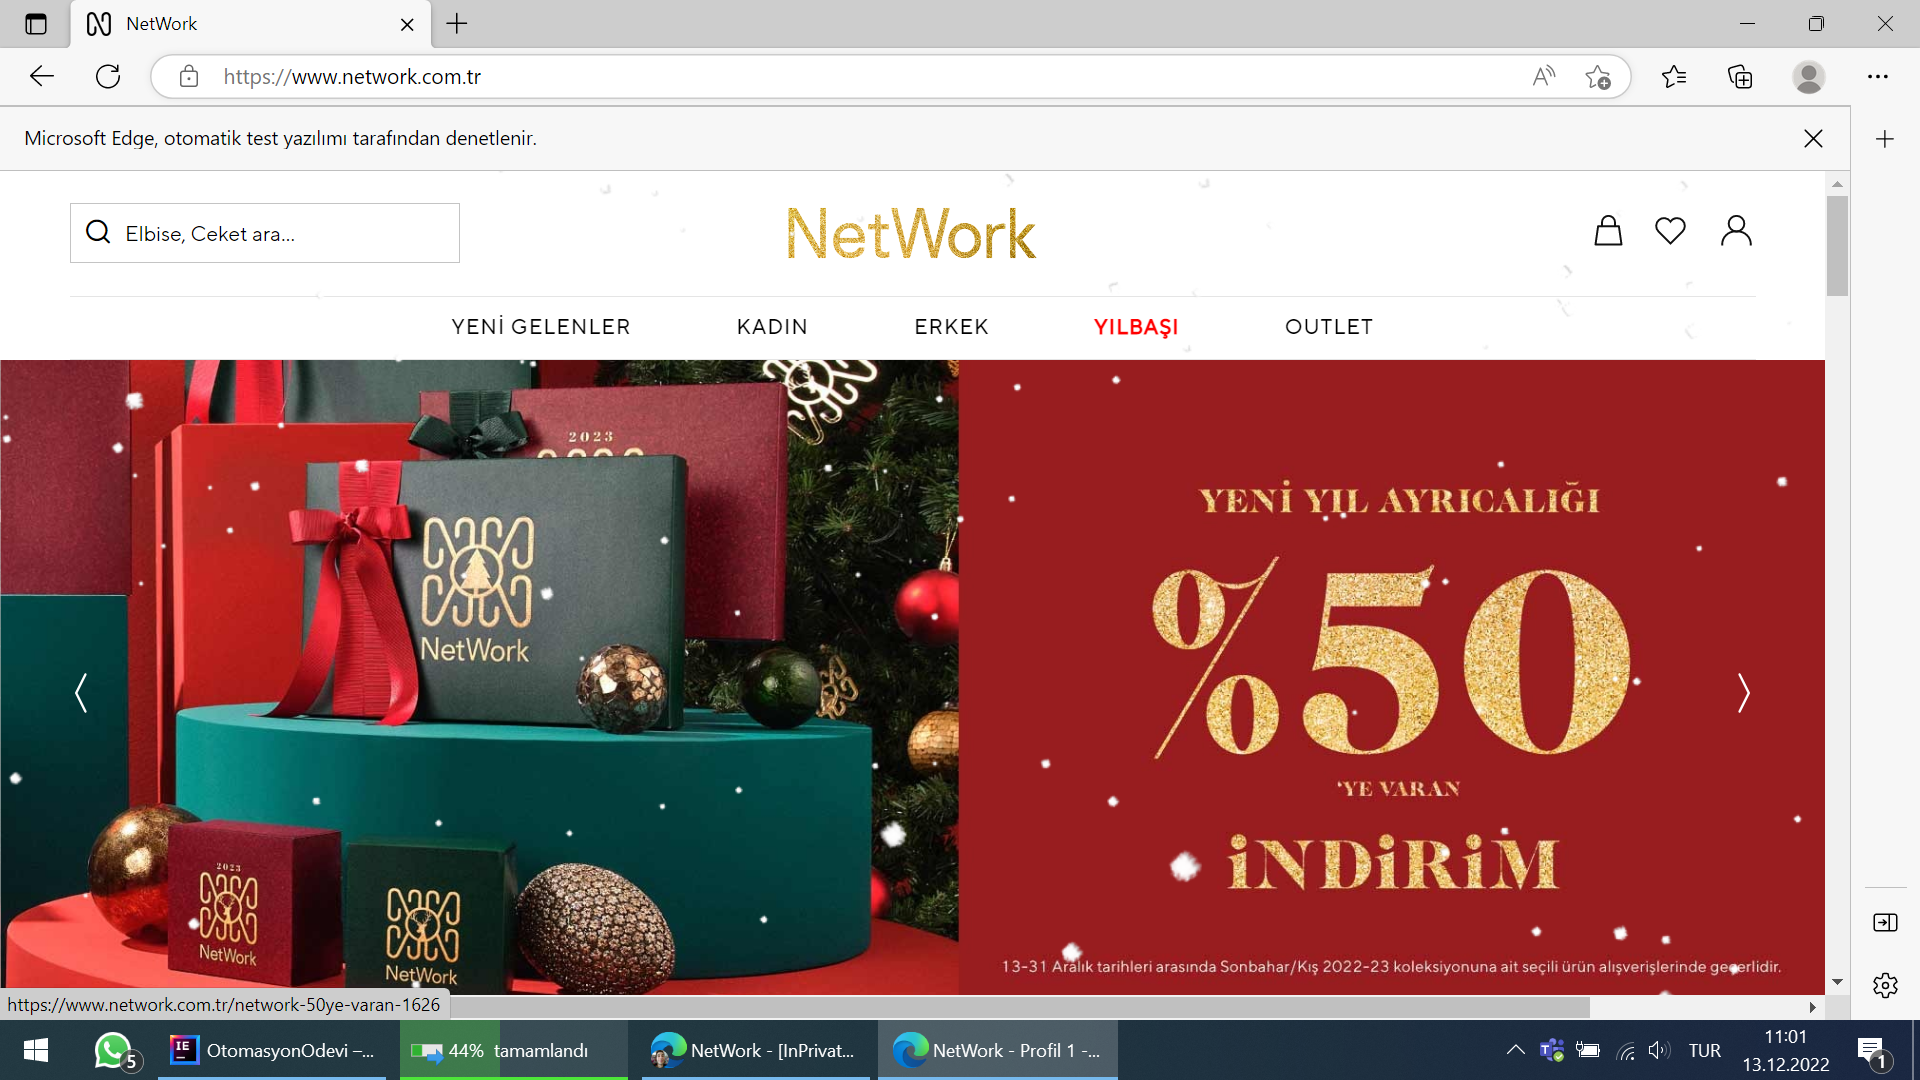 NetWork
https://www.network.com.tr
Microsoft Edge, otomatik test yazılımı tarafından denetlenir.
Elbise, Ceket ara...
NetWork
YENİ GELENLER
KADIN
ERKEK
YILBAŞI
OUTLET
2023
NetWork
2023
NetWork
NetWork
YENİ YIL AYRICALIĞI
%50
'YE VARAN
İNDİRİM
13-31 Aralık tarihleri arasında Sonbahar/Kış 2022-23 koleksiyonuna ait seçili ürün alışverişlerinde geçerlidir.
https://www.network.com.tr/network-50ye-varan-1626
5
IE
OtomasyonOdevi –...
44% tamamlandı
NetWork - [InPrivat...
NetWork - Profil 1 -...
TUR
11:01
13.12.2022
1